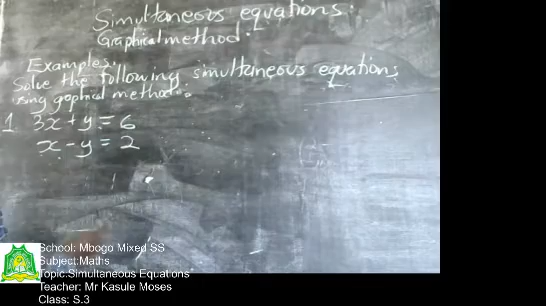 Simultaneous equations.
Graphical method.
Examples.
Solve the following simultaneous equation:
using gophical method:
1 3x + y = 6
x - y = 2
School: Mbogo Mixed SS
Subject:Maths
Topic:Simultaneous Equations
Teacher: Mr Kasule Moses
Class: S.3